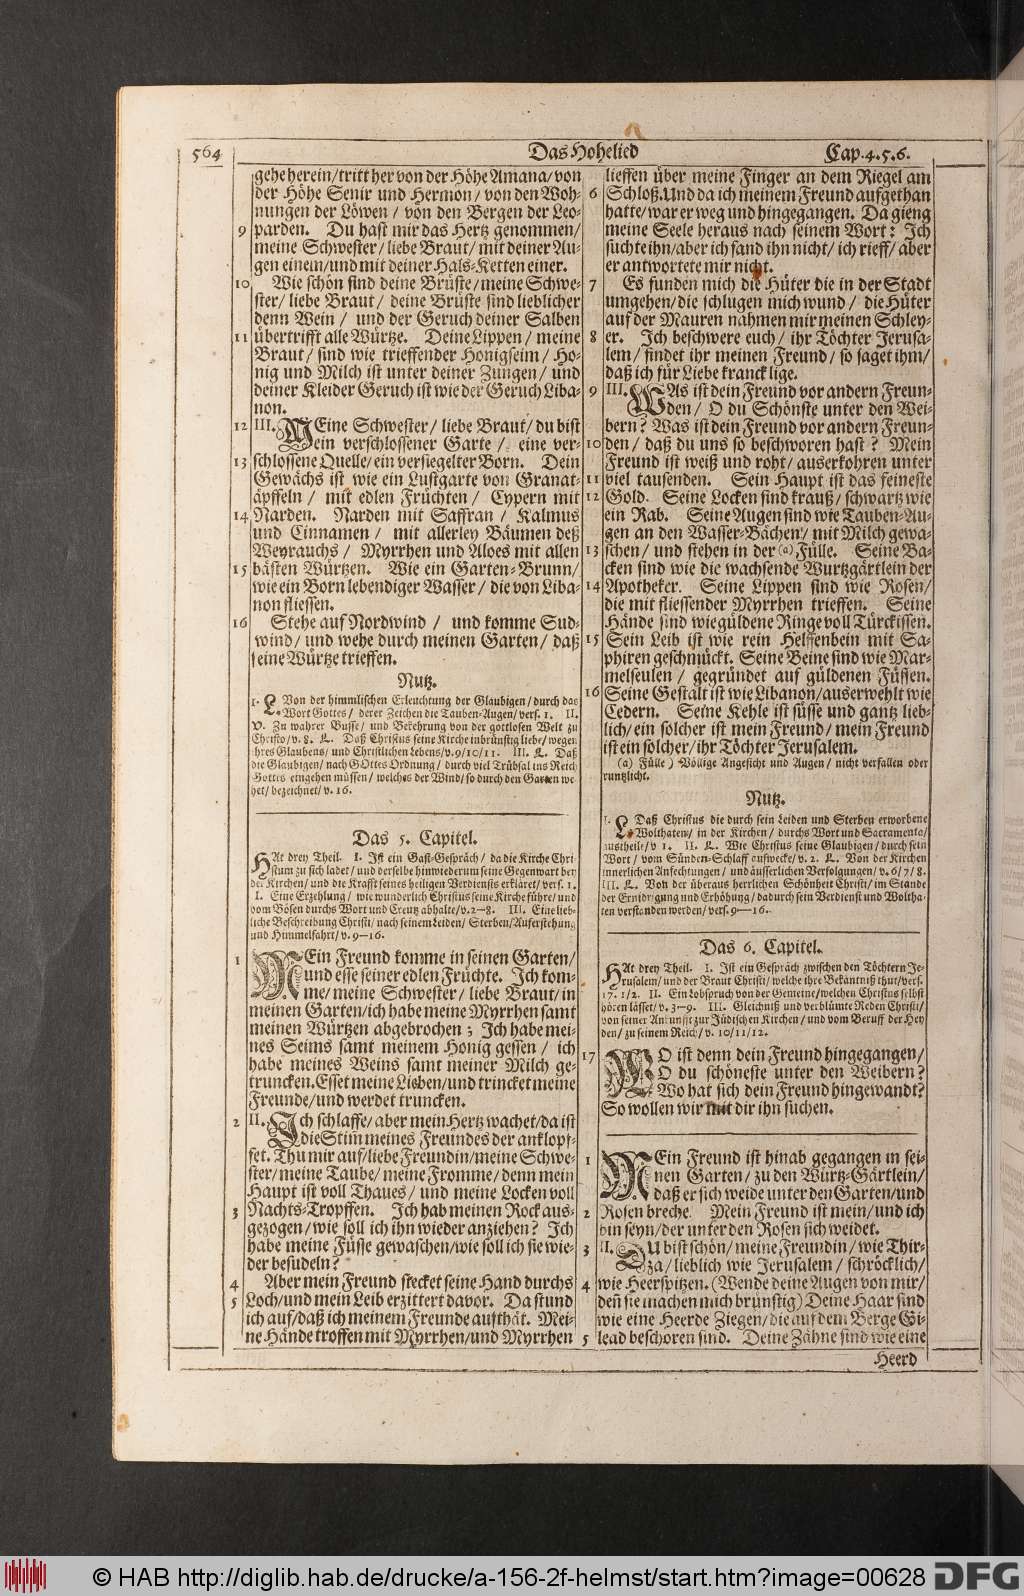 564
Das Hohelied
Cap. 4. 5. 6.
gehe herein/ tritt her von der Höhe Amana/ von
der Höhe Senir und Hermon/ von den Woh-
nungen der Löwen / von den Bergen der Leo-
9 parden. Du hast mir das Hertz genommen/
meine Schwester/ liebe Braut/ mit deiner Au-
gen einem/ und mit deiner Hals-Ketten einer.
10 Wie schön sind deine Brüste/ meine Schwe-
ster/ liebe Braut / deine Brüste sind lieblicher
denn Wein / und der Geruch deiner Salben
11 übertrifft alle Würtze. Deine Lippen / meine
Braut/ sind wie trieffender Honigseim / Ho-
nig und Milch ist unter deiner Zungen / und
deiner Kleider Geruch ist wie der Geruch Liba-
non.
12 III. MEine Schwester/ liebe Braut/ du bist
ein verschlossener Garte / eine ver-
13 schlossene Quelle/ ein versiegelter Born. Dein
Gewächs ist wie ein Lustgarte von Granat-
äpffeln / mit edlen Früchten / Cypern mit
14 Narden. Narden mit Saffran / Kalmus
und Cinnamen / mit allerley Bäumen deß
Weyrauchs / Myrrhen und Aloes mit allen
15 bästen Würtzen. Wie ein Garten-Brunn/
wie ein Born lebendiger Wasser / die von Liba-
non fliessen.
16 Stehe auf Nordwind / und komme Sud-
wind/ und wehe durch meinen Garten/ daß
seine Würtze trieffen.
Nutz.
I. L. Von der himmlischen Erleuchtung der Glaubigen/ durch das
Wort Gottes/ derer Zeichen die Tauben-Augen/ vers. 1. II.
V. Zu wahrer Busse/ und Bekehrung von der gottlosen Welt zu
Christo/ v. 8. L. Daß Christus seine Kirche inbrünstig liebe/ wegen
ihres Glaubens/ und Christlichen Lebens/ v. 9/ 10/ 11. III. L. Daß
die Glaubigen/ nach GOttes Ordnung/ durch viel Trübsal ins Reich
Gottes eingehen müssen/ welches der Wind/ so durch den Garten we
het/ bezeichnet/ v. 16.
Das 5. Capitel.
HAt drey Theil. I. Ist ein Gast-Gespräch/ da die Kirche Chri-
stum zu sich ladet/ und derselbe hinwiederum seine Gegenwart bey
der Kirchen/ und die Krafft seines heiligen Verdiensts erkläret/ vers. 1.
I. Eine Erzehlung/ wie wunderlich Christus seine Kirche führe/ und
vom Bösen durchs Wort und Creutz abhalte/ v. 2—8. III. Eine lieb-
liche Beschreibung Christi/ nach seinem Leiden/ Sterben/ Auferstehung
und Himmelfahrt/ v. 9—16.
1 MEin Freund komme in seinen Garten/
und esse seiner edlen Früchte. Ich kom-
me/ meine Schwester/ liebe Braut/ in
meinen Garten/ ich habe meine Myrrhen samt
meinen Würtzen abgebrochen; Ich habe mei-
nes Seims samt meinem Honig gessen / ich
habe meines Weins samt meiner Milch ge-
truncken. Esset meine Lieben/ und trincket meine
Freunde/ und werdet truncken.
2 II. Ich schlaffe/ aber mein Hertz wachet/ da ist
die Stim meines Freundes der anklopf-
fet. Thu mir auf/ liebe Freundin/ meine Schwe-
ster/ meine Taube/ meine Fromme/ denn mein
Haupt ist voll Thaues/ und meine Locken voll
3 Nachts-Tropffen. Ich hab meinen Rock aus-
gezogen/ wie soll ich ihn wieder anziehen? Ich
habe meine Füsse gewaschen/ wie soll ich sie wie-
der besudeln?
4 Aber mein Freund stecket seine Hand durchs
5 Loch/ und mein Leib erzittert davor. Da stund
ich auf/ daß ich meinem Freunde aufthät. Mei-
ne Hände troffen mit Myrrhen/ und Myrrhen
lieffen über meine Finger an dem Riegel am
6 Schloß. Und da ich meinem Freund aufgethan
hatte/ war er weg und hingegangen. Da gieng
meine Seele heraus nach seinem Wort: Ich
suchte ihn/ aber ich fand ihn nicht/ ich rieff/ aber
er antwortete mir nicht.
7 Es funden mich die Hüter die in der Stadt
umgehen/ die schlugen mich wund / die Hüter
auf der Mauren nahmen mir meinen Schley-
8 er. Ich beschwere euch / ihr Töchter Jerusa-
lem/ findet ihr meinen Freund/ so saget ihm/
daß ich für Liebe kranck lige.
9 III. WAs ist dein Freund vor andern Freun-
den/ O du Schönste unter den Wei-
bern? Was ist dein Freund vor andern Freun-
10 den/ daß du uns so beschworen hast? Mein
Freund ist weiß und roht/ auserkohren unter
11 viel tausenden. Sein Haupt ist das feineste
12 Gold. Seine Locken sind krauß/ schwartz wie
ein Rab. Seine Augen sind wie Tauben-Au-
gen an den Wasser-Bächen/ mit Milch gewa-
13 schen/ und stehen in der (a) Fülle. Seine Ba-
cken sind wie die wachsende Wurtzgärtlein der
14 Apotheker. Seine Lippen sind wie Rosen/
die mit fliessender Myrrhen trieffen. Seine
Hände sind wie güldene Ringe voll Türckissen.
15 Sein Leib ist wie rein Helffenbein mit Sa-
phiren geschmückt. Seine Beine sind wie Mar-
melseulen / gegründet auf güldenen Füssen.
16 Seine Gestalt ist wie Libanon/ auserwehlt wie
Cedern. Seine Kehle ist süsse und gantz lieb-
lich/ ein solcher ist mein Freund/ mein Freund
ist ein solcher/ ihr Töchter Jerusalem.
(a) Fülle) Völlige Angesicht und Augen/ nicht verfallen oder
runtzlicht.
Nutz.
I. L. Daß Christus die durch sein Leiden und Sterben erworbene
Wolthaten/ in der Kirchen/ durchs Wort und Sacramenta/
austheile/ v 1. II. L. Wie Christus seine Glaubigen/ durch sein
Wort/ vom Sünden-Schlaff aufwecke/ v. 2. L. Von der Kirchen
innerlichen Anfechtungen/ und äusserlichen Verfolgungen/ v. 6/ 7/ 8.
III. L. Von der überaus herrlichen Schönheit Christi/ im Stande
der Erniedrigung und Erhöhung/ dadurch sein Verdienst und Woltha-
ten verstanden werden/ vers. 9—16.
Das 6. Capitel.
HAt drey Theil. I. Ist ein Gespräch zwischen den Töchtern Je-
rusalem/ und der Braut Christi/ welche ihre Bekäntniß thut/ vers.
17. 1/ 2. II. Ein Lobspruch von der Gemeine/ welchen Christus selbst
hören lässet/ v. 3—9. III. Gleichniß und verblümte Reden Christi/
von seiner Ankunfft zur Jüdischen Kirchen/ und vom Beruff der Hey
den/ zu seinem Reich/ v. 10/ 11/ 12.
17 WO ist denn dein Freund hingegangen/
O du schöneste unter den Weibern?
Wo hat sich dein Freund hingewandt?
So wollen wir mit dir ihn suchen.
1 MEin Freund ist hinab gegangen in sei-
nen Garten/ zu den Würtz-Gärtlein/
daß er sich weide unter den Garten/ und
2 Rosen breche. Mein Freund ist mein/ und ich
bin seyn/ der unter den Rosen sich weidet.
3 II. DU bist schön/ meine Freundin/ wie Thir-
za/ lieblich wie Jerusalem/ schröcklich/
4 wie Heerspitzen. (Wende deine Augen von mir/
deñ sie machen mich brünstig) Deine Haar sind
wie eine Heerde Ziegen/ die auf dem Berge Gi-
5 lead beschoren sind. Deine Zähne sind wie eine
Heerd
© HAB http://diglib.hab.de/drucke/a-156-2f-helmst/start.htm?image=00628
DFG